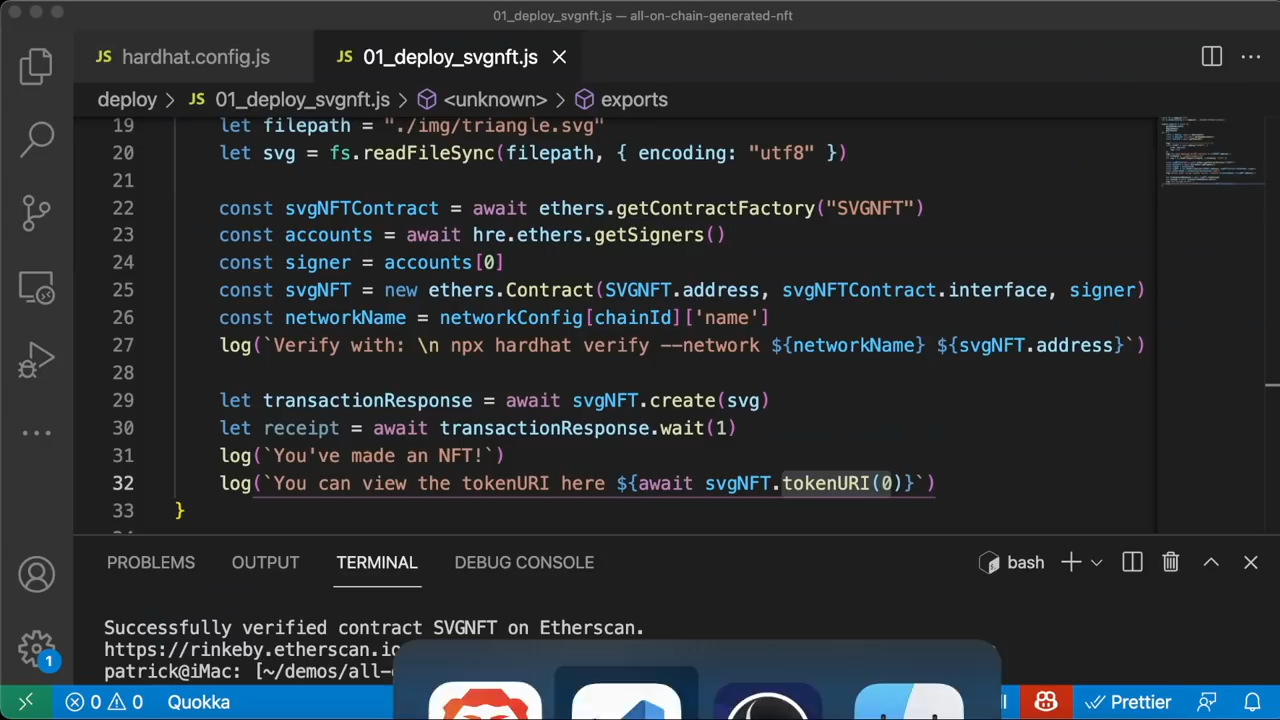 01_deploy_svgnft.js — all-on-chain-generated-nft
JS hardhat.config.js JS 01_deploy_svgnft.js
deploy > JS 01_deploy_svgnft.js > <unknown> > exports
19 let filepath = "./img/triangle.svg"
20 let svg = fs.readFileSync(filepath, { encoding: "utf8" })
21
22 const svgNFTContract = await ethers.getContractFactory("SVGNFT")
23 const accounts = await hre.ethers.getSigners()
24 const signer = accounts[0]
25 const svgNFT = new ethers.Contract(SVGNFT.address, svgNFTContract.interface, signer)
26 const networkName = networkConfig[chainId]['name']
27 log(`Verify with: \n npx hardhat verify --network ${networkName} ${svgNFT.address}`)
28
29 let transactionResponse = await svgNFT.create(svg)
30 let receipt = await transactionResponse.wait(1)
31 log(`You've made an NFT!`)
32 log(`You can view the tokenURI here ${await svgNFT.tokenURI(0)}`)
33 }
PROBLEMS OUTPUT TERMINAL DEBUG CONSOLE bash
Successfully verified contract SVGNFT on Etherscan.
https://rinkeby.etherscan.io
patrick@iMac: [~/demos/all-
1
0 0 Quokka Prettier